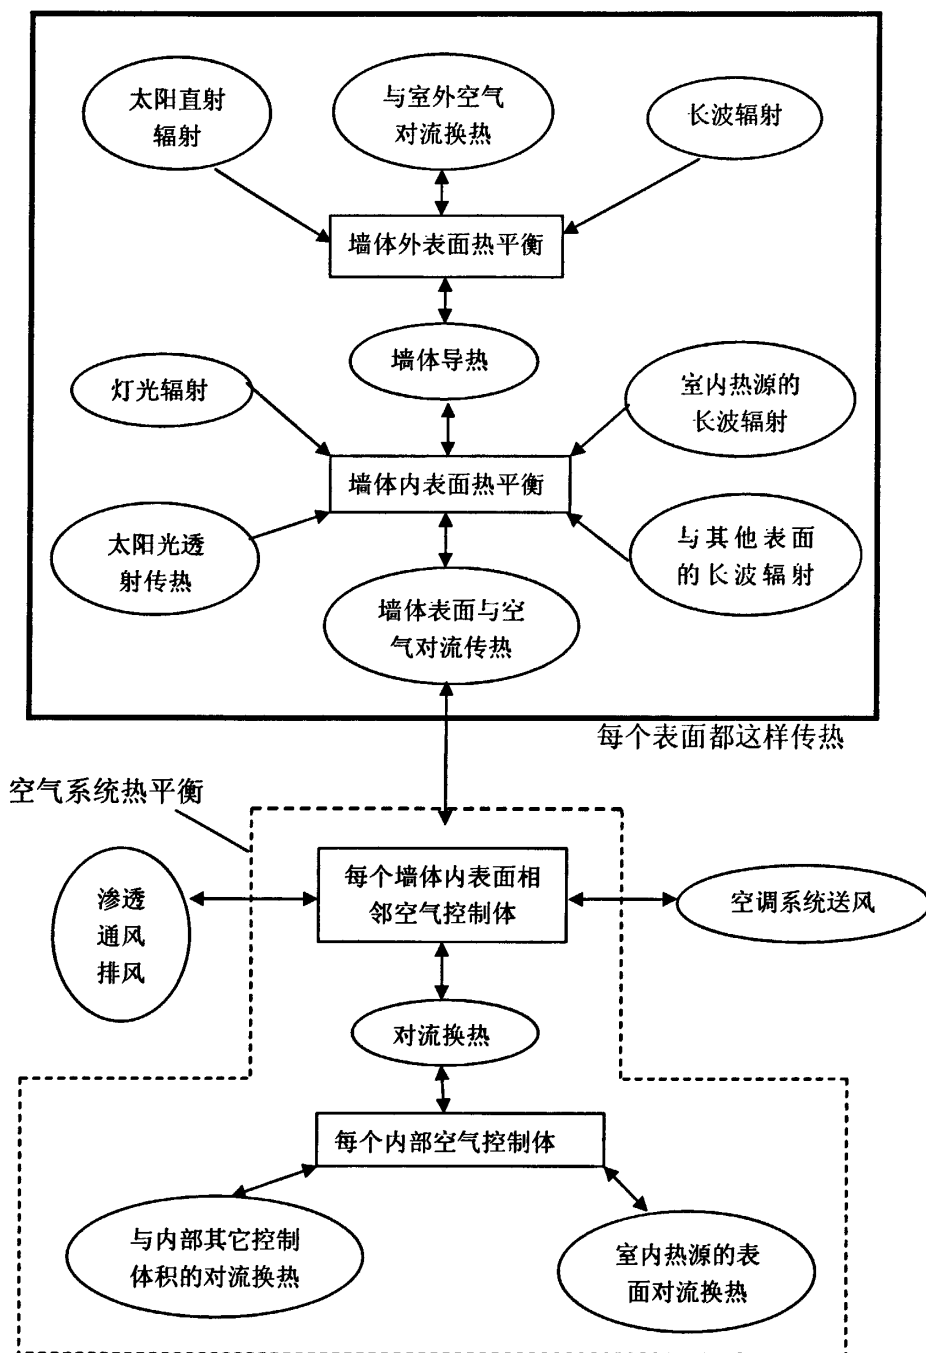 太阳直射
辐射
与室外空气
对流换热
长波辐射
墙体外表面热平衡
墙体导热
灯光辐射
室内热源的
长波辐射
墙体内表面热平衡
太阳光透
射传热
与其他表面
的长波辐射
墙体表面与空
气对流传热
每个表面都这样传热
空气系统热平衡
渗透
通风
排风
每个墙体内表面相
邻空气控制体
空调系统送风
对流换热
每个内部空气控制体
与内部其它控制
体积的对流换热
室内热源的表
面对流换热